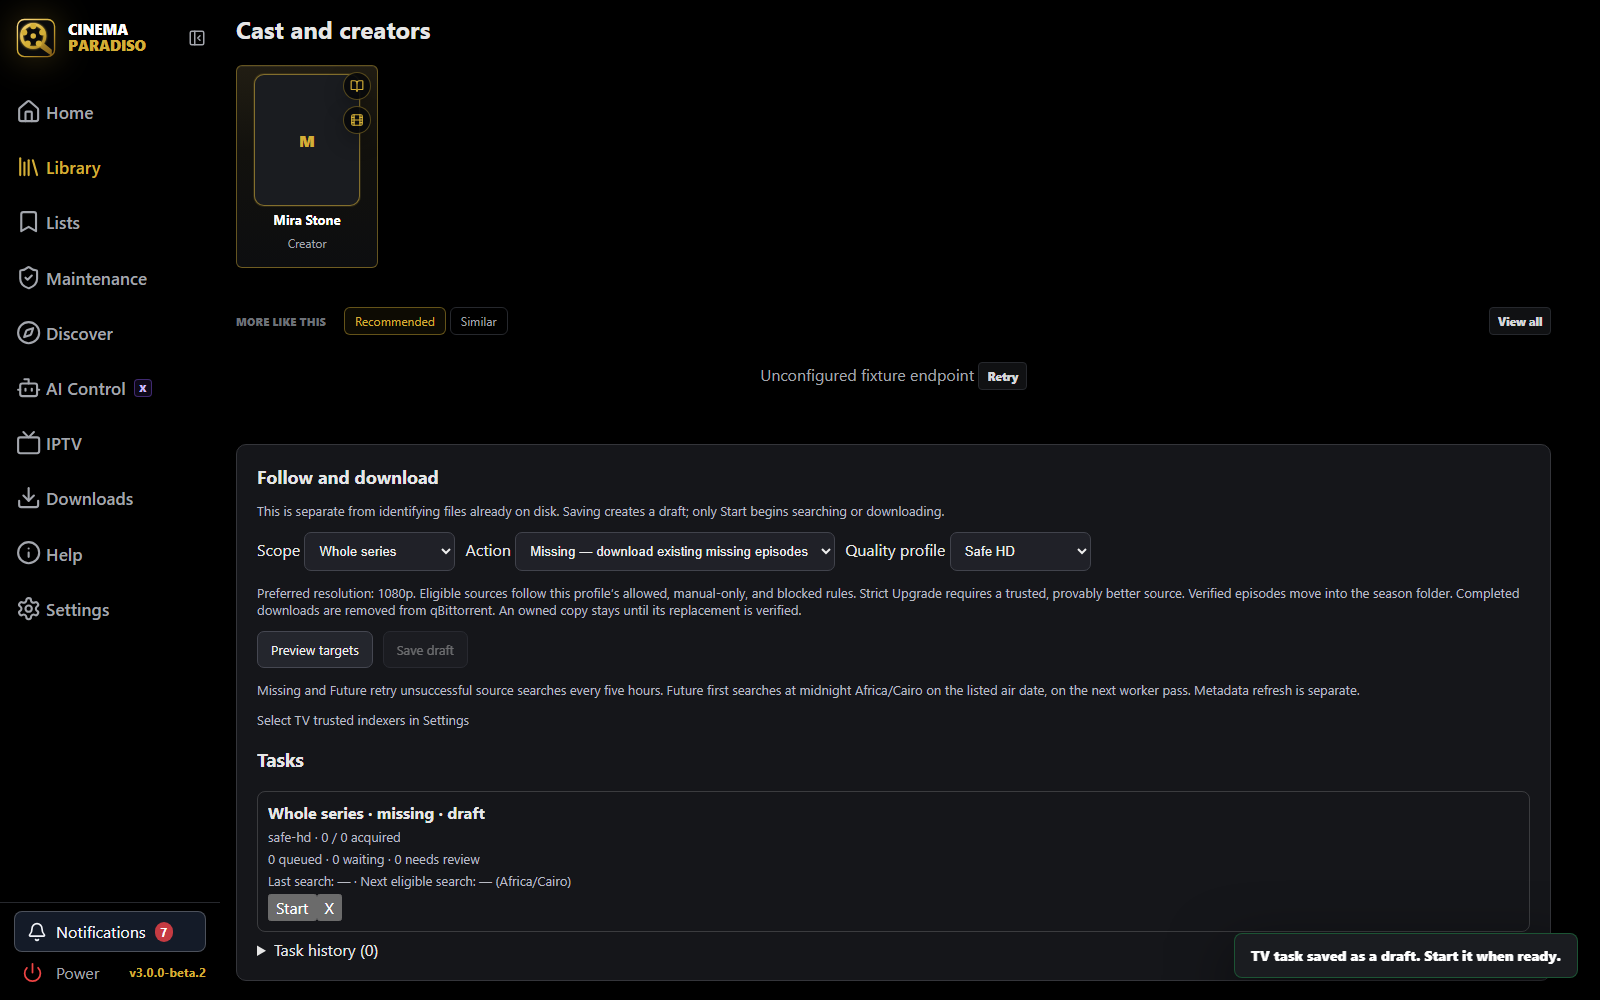 CINEMA
PARADISO
Home
Library
Lists
Maintenance
Discover
AI Control x
IPTV
Downloads
Help
Settings
Notifications 7
Power v3.0.0-beta.2
Cast and creators
M
Mira Stone
Creator
MORE LIKE THIS Recommended Similar View all
Unconfigured fixture endpoint Retry
Follow and download
This is separate from identifying files already on disk. Saving creates a draft; only Start begins searching or downloading.
Scope Whole series Action Missing — download existing missing episodes Quality profile Safe HD
Preferred resolution: 1080p. Eligible sources follow this profile's allowed, manual-only, and blocked rules. Strict Upgrade requires a trusted, provably better source. Verified episodes move into the season folder. Completed
downloads are removed from qBittorrent. An owned copy stays until its replacement is verified.
Preview targets Save draft
Missing and Future retry unsuccessful source searches every five hours. Future first searches at midnight Africa/Cairo on the listed air date, on the next worker pass. Metadata refresh is separate.
Select TV trusted indexers in Settings
Tasks
Whole series · missing · draft
safe-hd · 0 / 0 acquired
0 queued · 0 waiting · 0 needs review
Last search: — · Next eligible search: — (Africa/Cairo)
Start X
Task history (0)
TV task saved as a draft. Start it when ready.